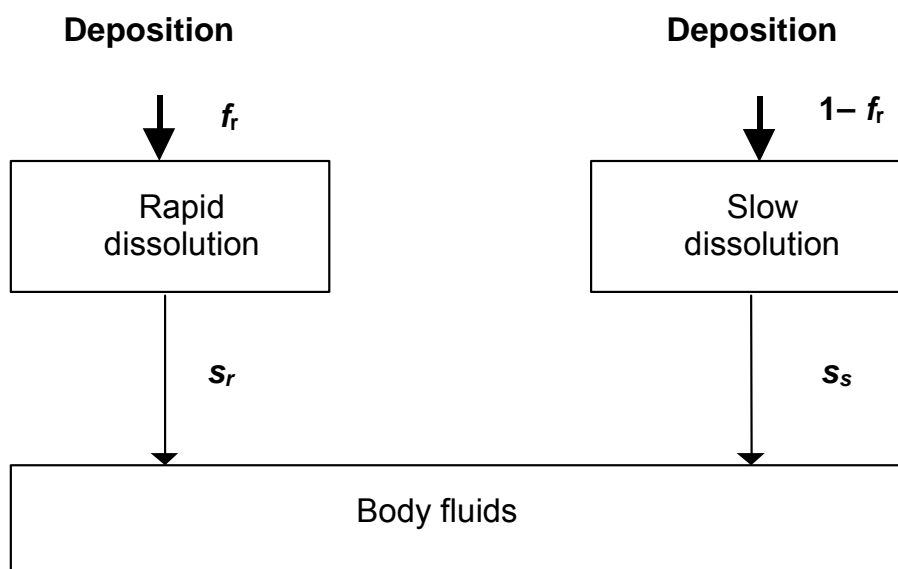 Deposition
Deposition
fr
1– fr
Rapid
dissolution
Slow
dissolution
sr
ss
Body fluids